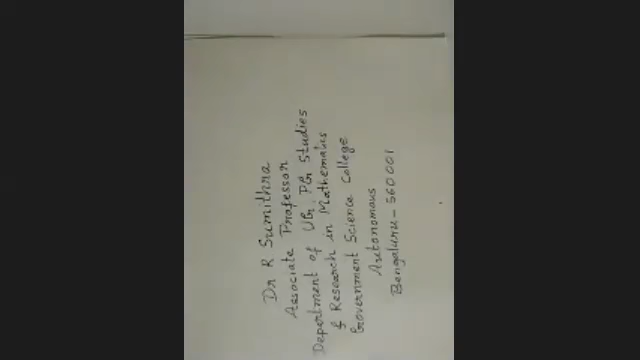 Dr R Sumithra
Associate Professor
Department of UG, PG Studies
& Research in Mathematics
Government Science College
Autonomous
Bengaluru - 560001